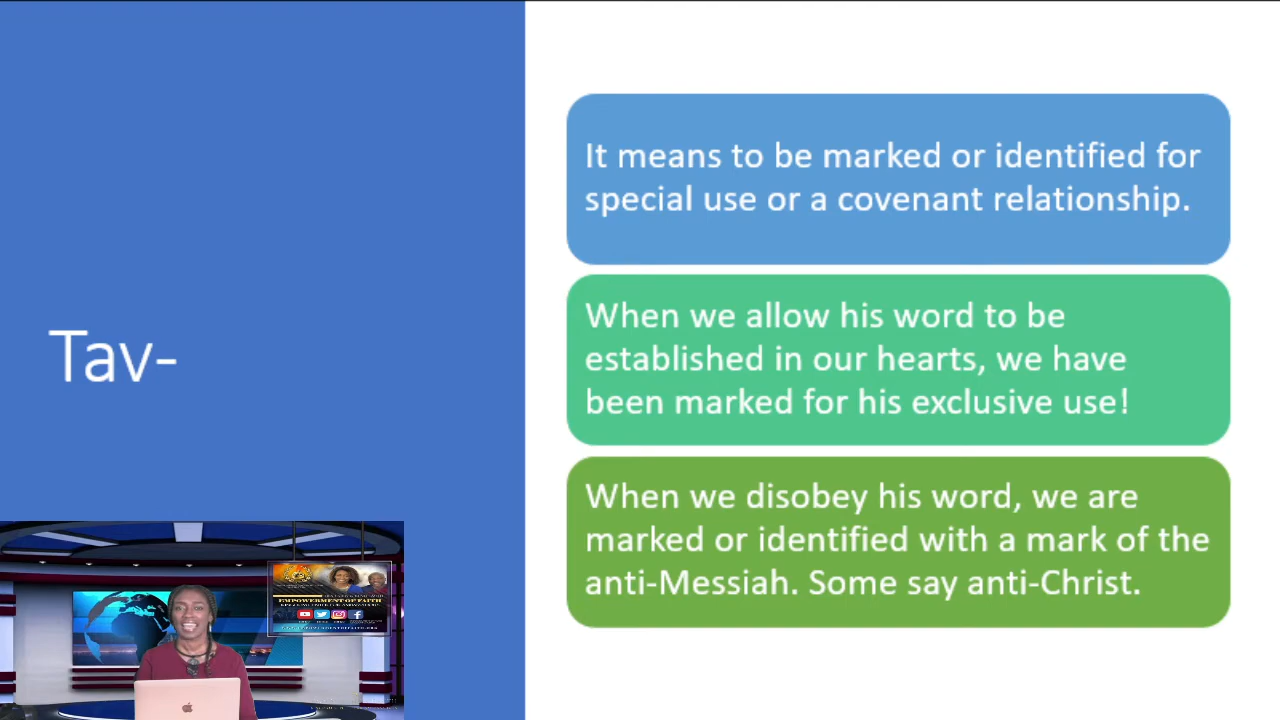 Tav-
It means to be marked or identified for
special use or a covenant relationship.
When we allow his word to be
established in our hearts, we have
been marked for his exclusive use!
When we disobey his word, we are
marked or identified with a mark of the
anti-Messiah. Some say anti-Christ.
EMPOWERMENT OF FAITH